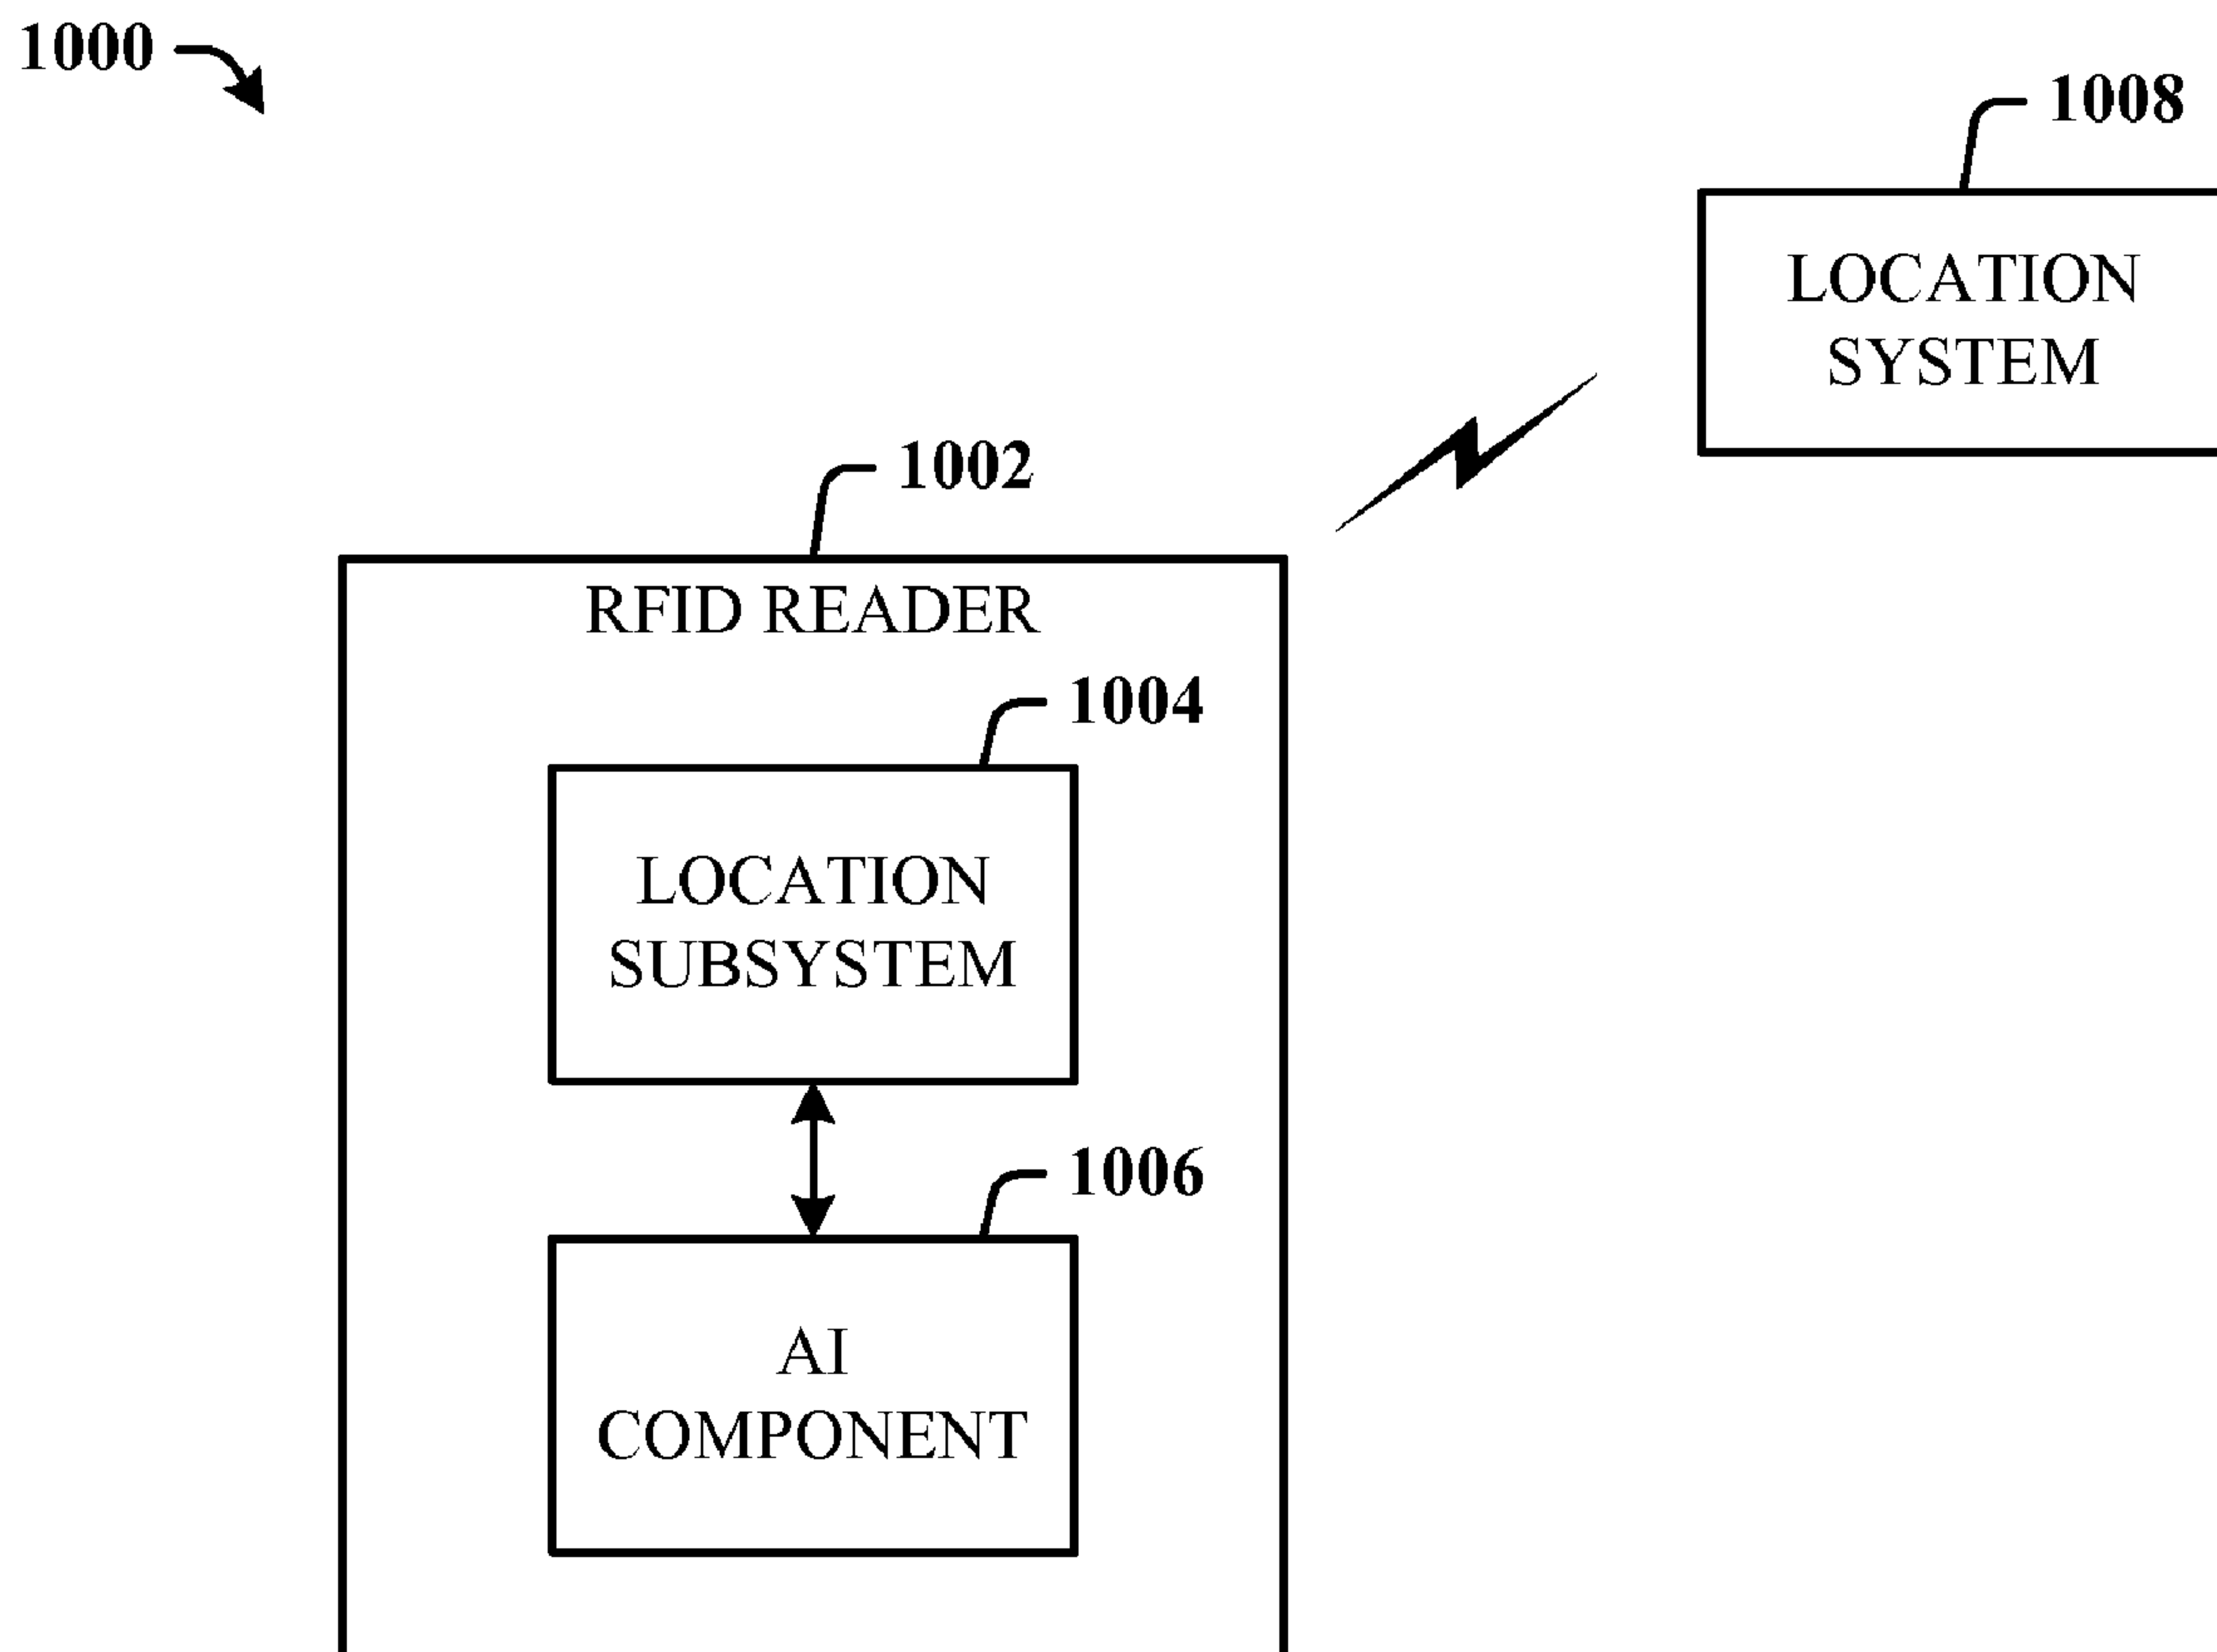 1000
1008
LOCATION
SYSTEM
1002
RFID READER
1004
LOCATION
SUBSYSTEM
1006
AI
COMPONENT